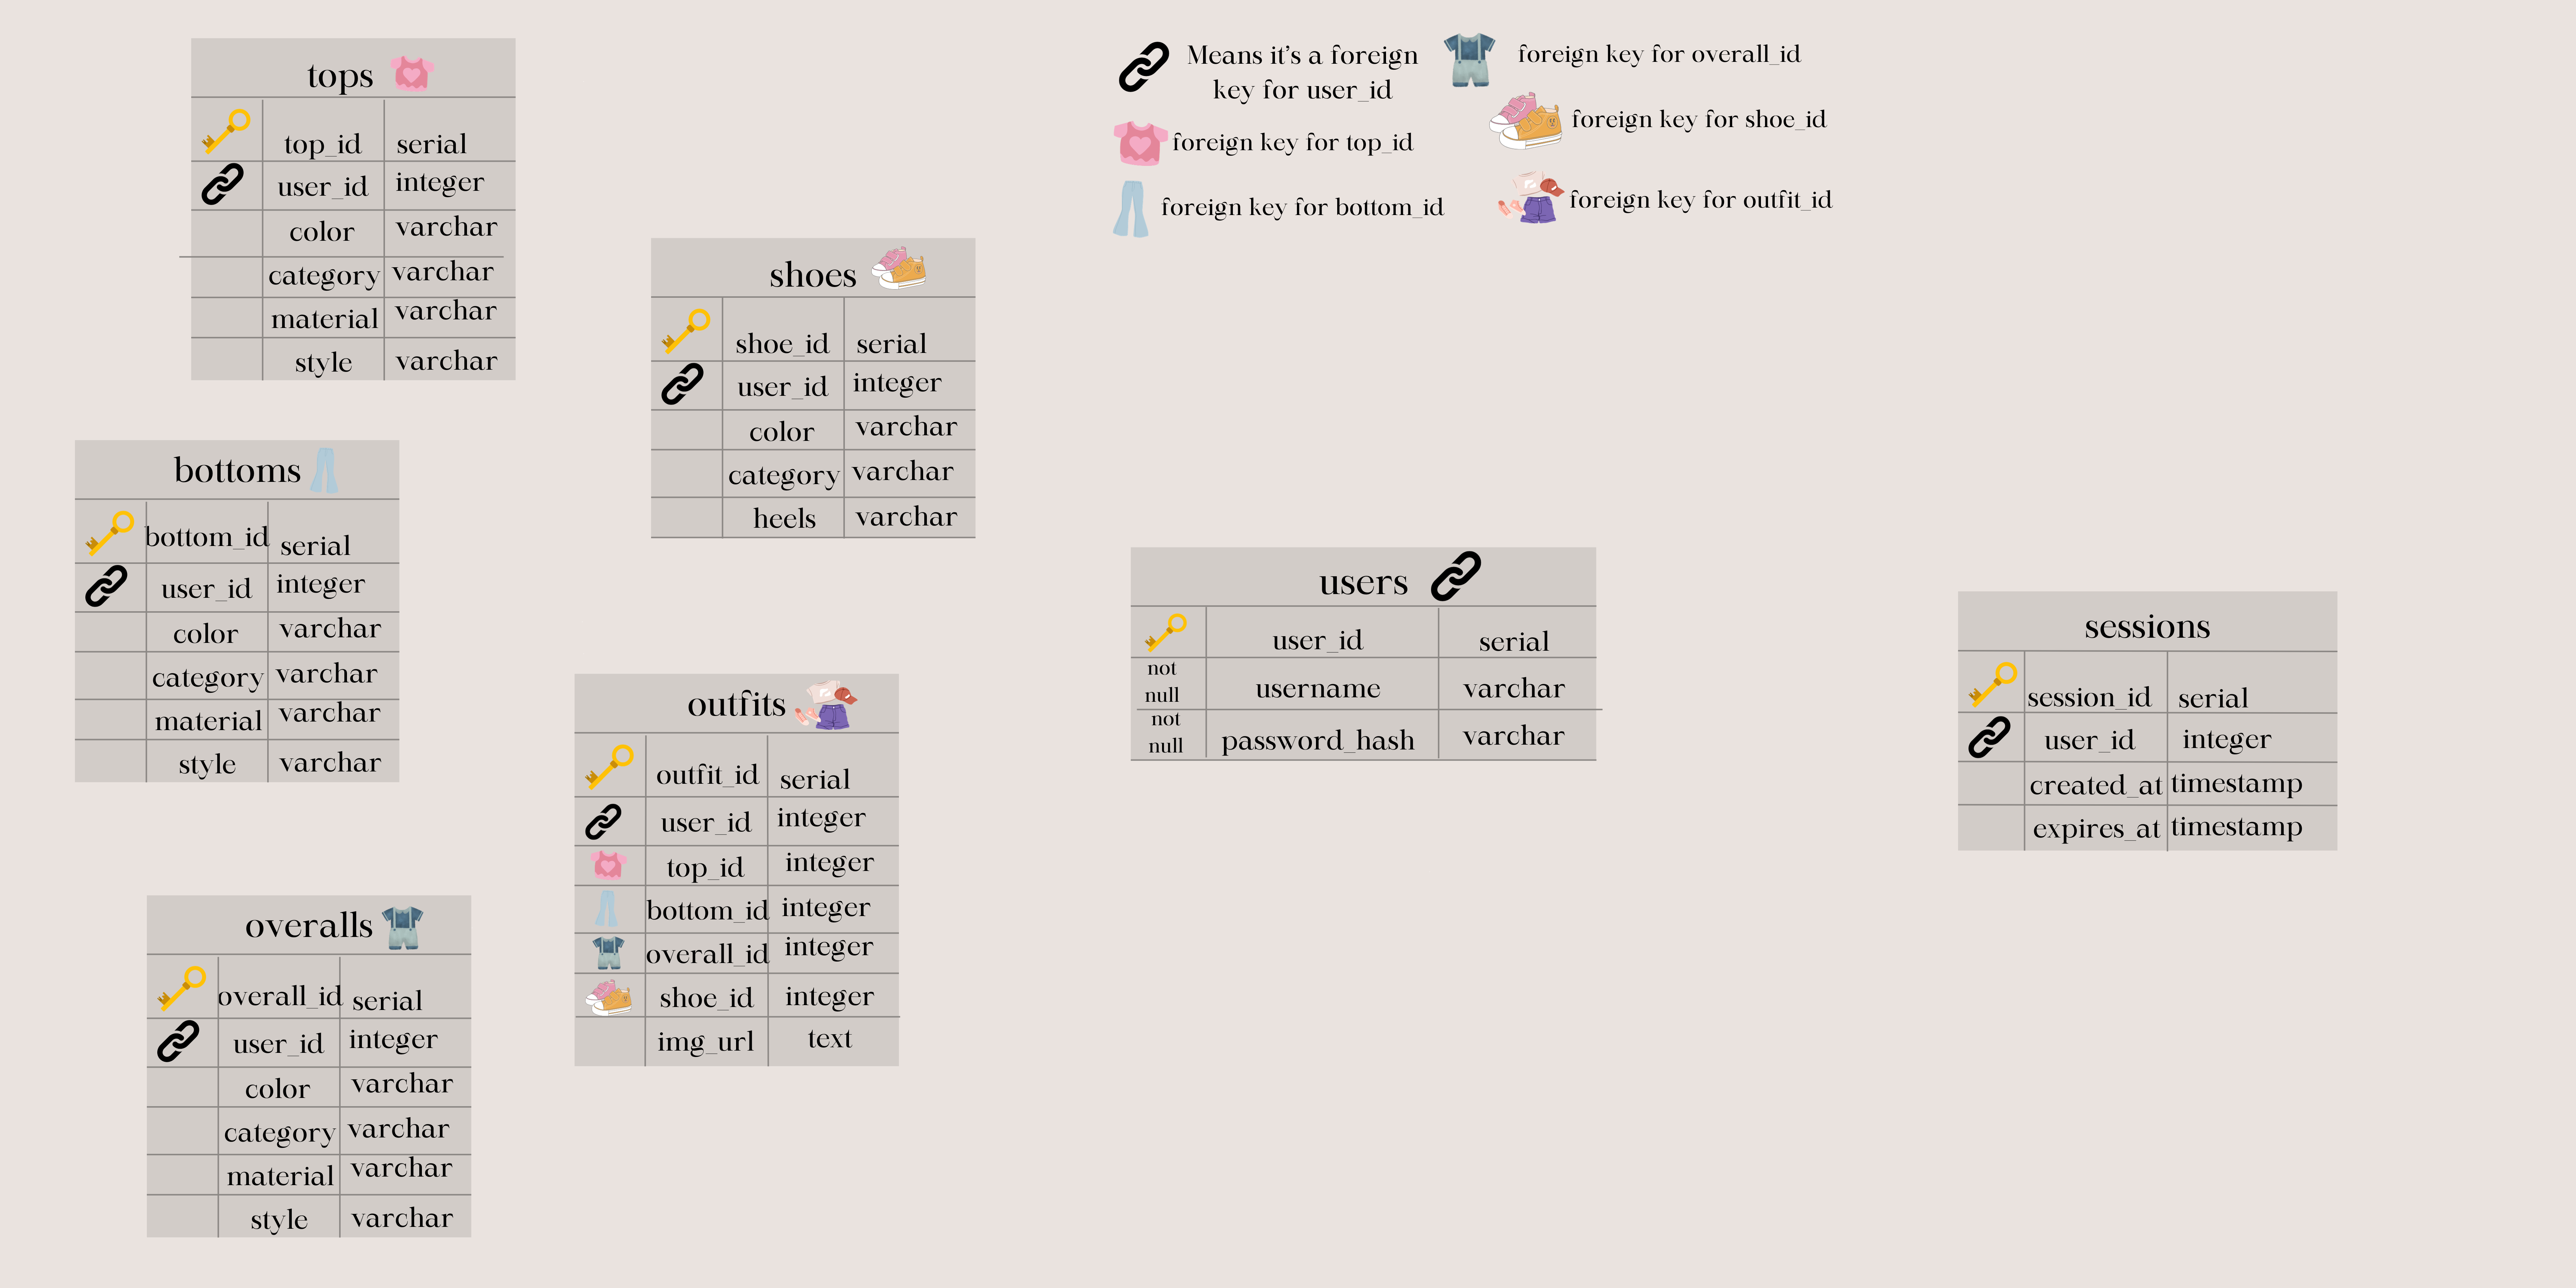 tops
top_id serial
user_id integer
color varchar
category varchar
material varchar
style varchar
bottoms
bottom_id serial
user_id integer
color varchar
category varchar
material varchar
style varchar
overalls
overall_id serial
user_id integer
color varchar
category varchar
material varchar
style varchar
shoes
shoe_id serial
user_id integer
color varchar
category varchar
heels varchar
outfits
outfit_id serial
user_id integer
top_id integer
bottom_id integer
overall_id integer
shoe_id integer
img_url text
Means it's a foreign
key for user_id
foreign key for top_id
foreign key for bottom_id
foreign key for overall_id
foreign key for shoe_id
foreign key for outfit_id
users
user_id serial
not
null
username varchar
not
null
password_hash varchar
sessions
session_id serial
user_id integer
created_at timestamp
expires_at timestamp